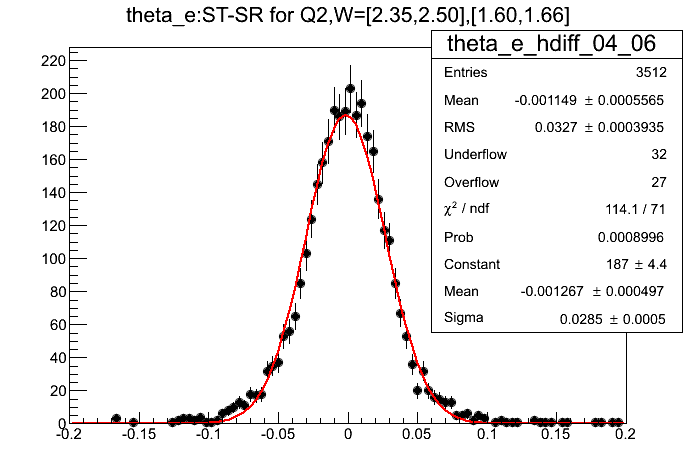 theta_e:ST-SR for Q2,W=[2.35,2.50],[1.60,1.66]
theta_e_hdiff_04_06
Entries 3512
Mean -0.001149 ± 0.0005565
RMS 0.0327 ± 0.0003935
Underflow 32
Overflow 27
χ² / ndf 114.1 / 71
Prob 0.0008996
Constant 187 ± 4.4
Mean -0.001267 ± 0.000497
Sigma 0.0285 ± 0.0005
220
200
180
160
140
120
100
80
60
40
20
0
-0.2 -0.15 -0.1 -0.05 0 0.05 0.1 0.15 0.2